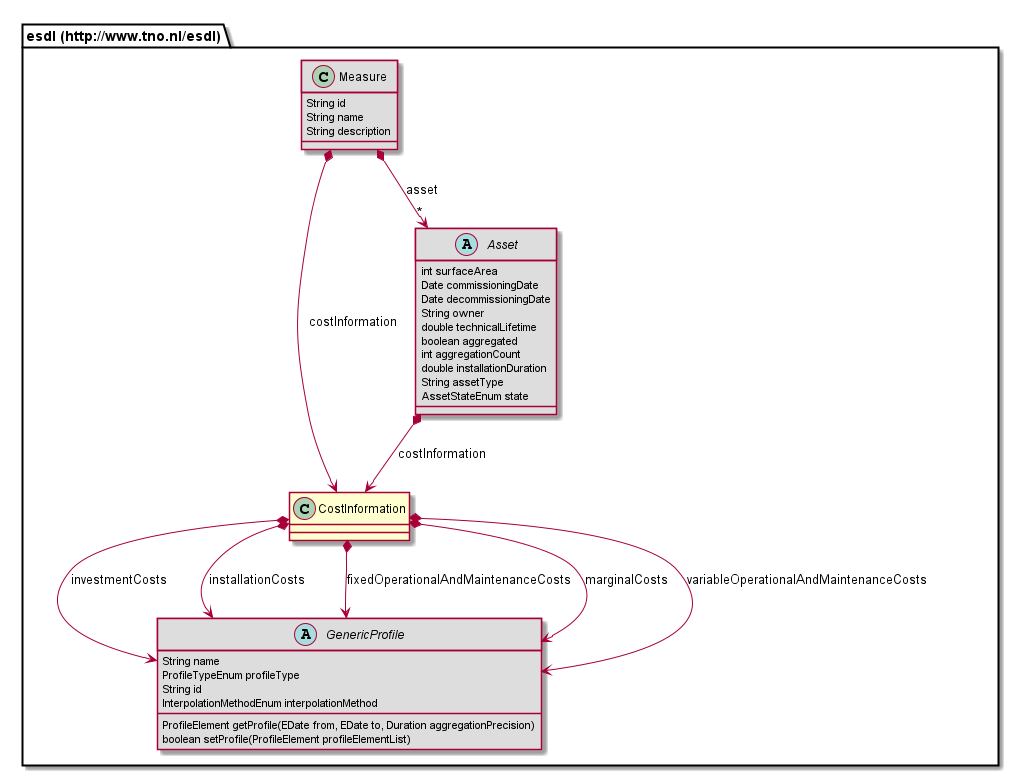 esdl (http://www.tno.nl/esdl)
C Measure
String id
String name
String description
asset
*
A Asset
int surfaceArea
Date commissioningDate
Date decommissioningDate
String owner
double technicalLifetime
boolean aggregated
int aggregationCount
double installationDuration
String assetType
AssetStateEnum state
costInformation
costInformation
C CostInformation
investmentCosts
installationCosts
fixedOperationalAndMaintenanceCosts
marginalCosts
variableOperationalAndMaintenanceCosts
A GenericProfile
String name
ProfileTypeEnum profileType
String id
InterpolationMethodEnum interpolationMethod
ProfileElement getProfile(EDate from, EDate to, Duration aggregationPrecision)
boolean setProfile(ProfileElement profileElementList)